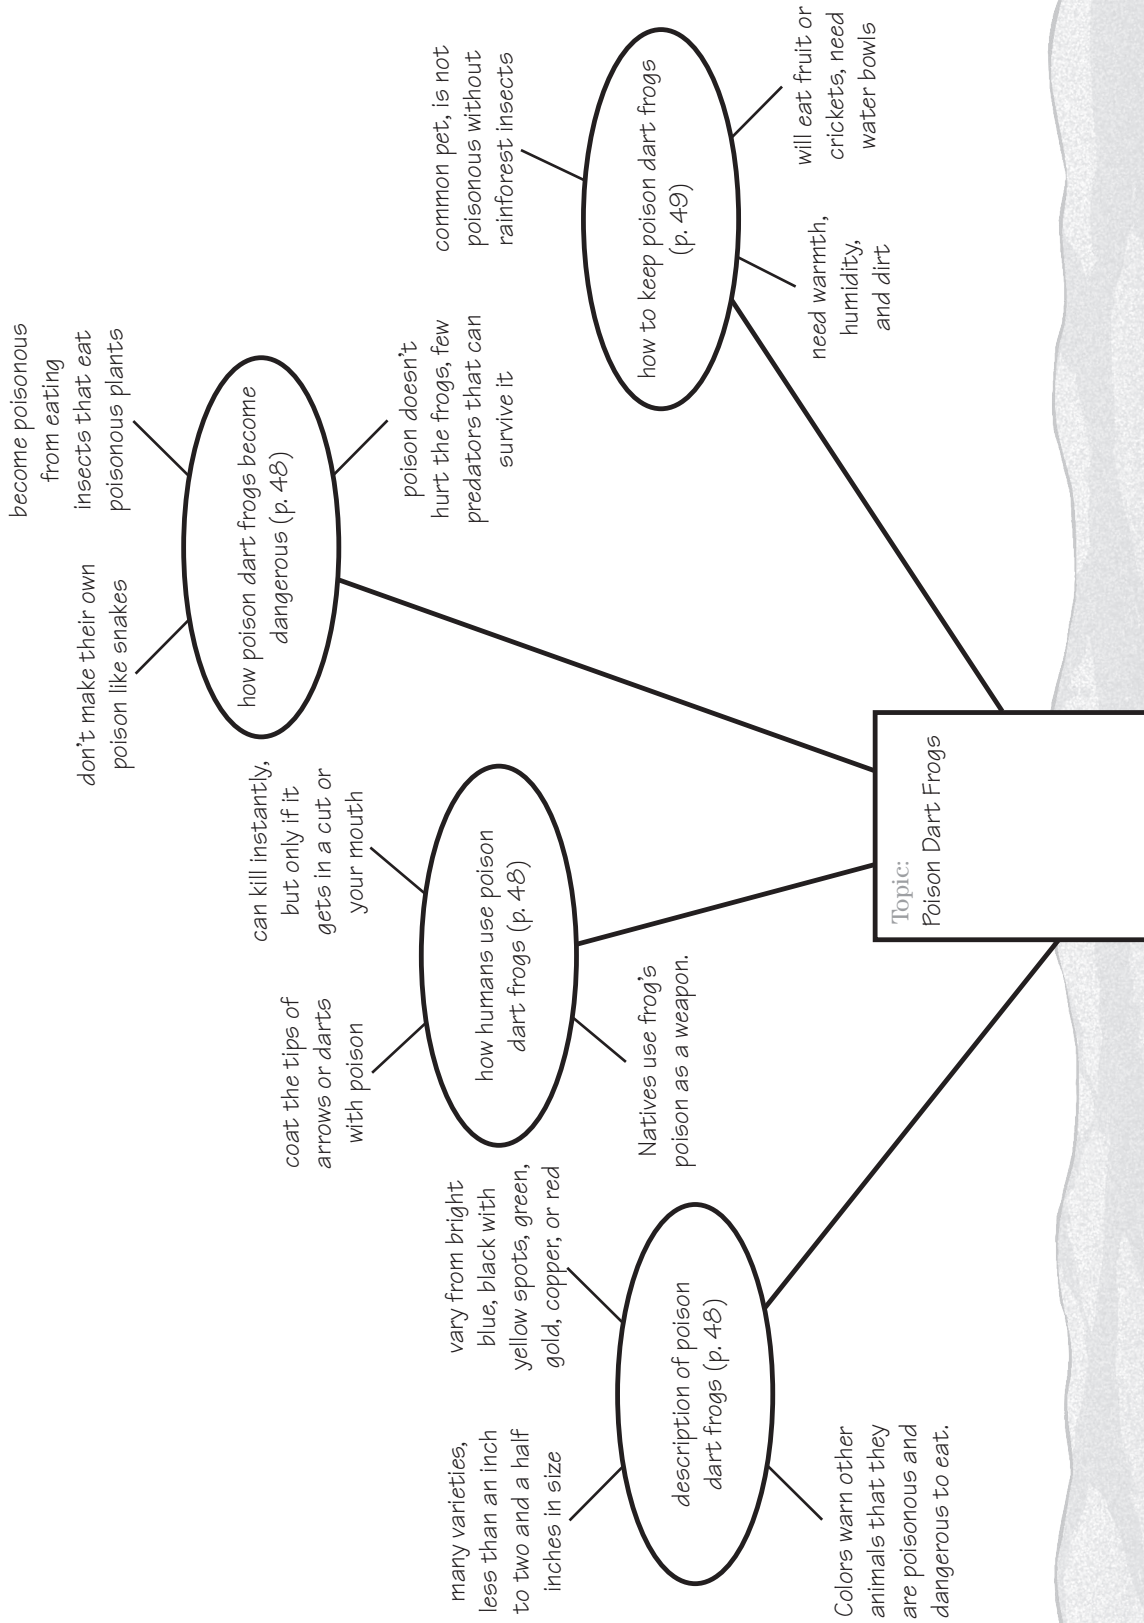 many varieties,
less than an inch
to two and a half
inches in size
vary from bright
blue, black with
yellow spots, green,
gold, copper, or red
description of poison
dart frogs (p. 48)
Colors warn other
animals that they
are poisonous and
dangerous to eat.
coat the tips of
arrows or darts
with poison
can kill instantly,
but only if it
gets in a cut or
your mouth
how humans use poison
dart frogs (p. 48)
Natives use frog's
poison as a weapon.
don't make their own
poison like snakes
become poisonous
from eating
insects that eat
poisonous plants
how poison dart frogs become
dangerous (p. 48)
poison doesn't
hurt the frogs, few
predators that can
survive it
common pet, is not
poisonous without
rainforest insects
how to keep poison dart frogs
(p. 49)
need warmth,
humidity,
and dirt
will eat fruit or
crickets, need
water bowls
Topic:
Poison Dart Frogs